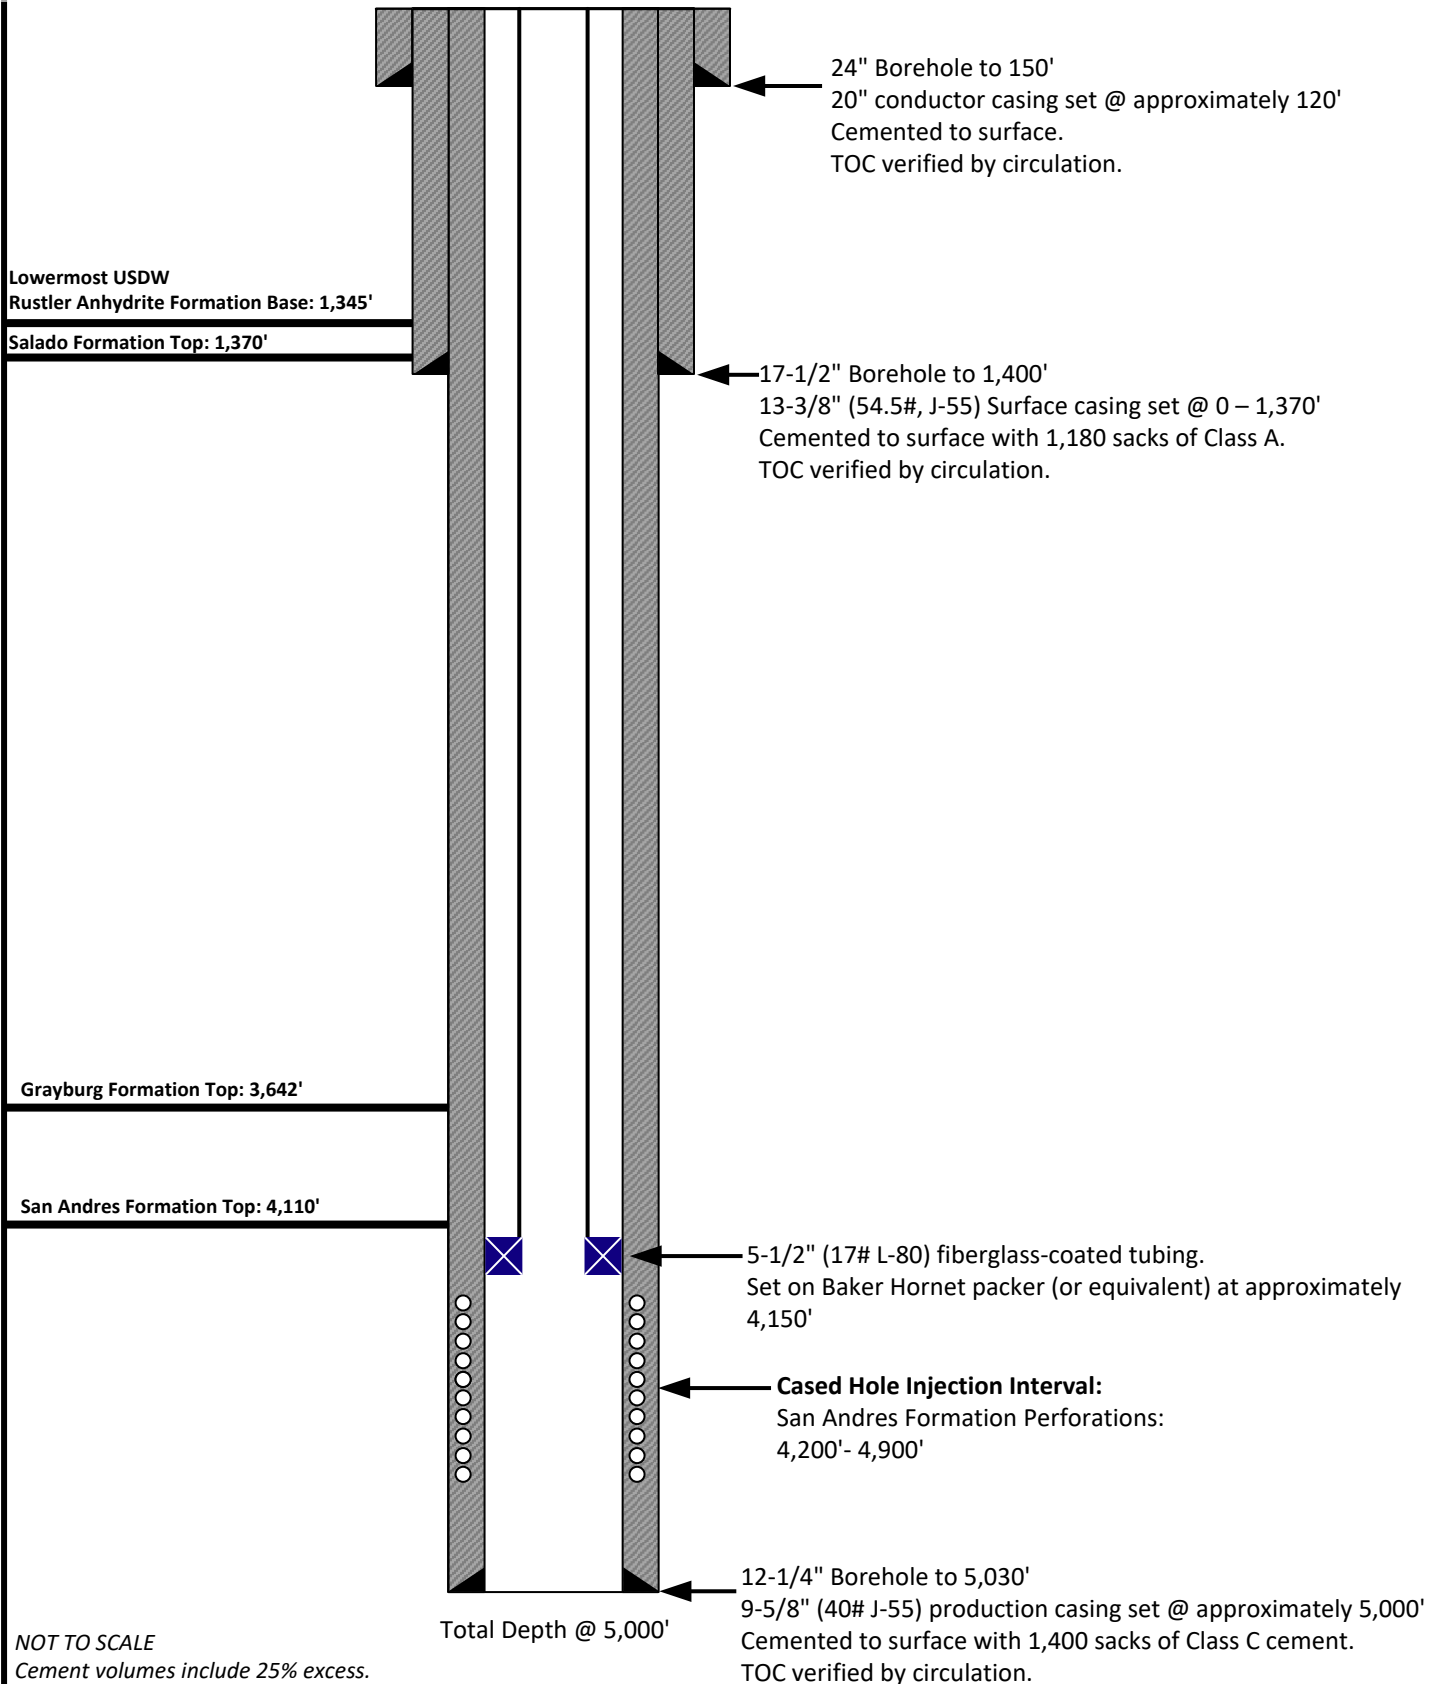 24" Borehole to 150'
20" conductor casing set @ approximately 120'
Cemented to surface.
TOC verified by circulation.
Lowermost USDW
Rustler Anhydrite Formation Base: 1,345'
Salado Formation Top: 1,370'
17-1/2" Borehole to 1,400'
13-3/8" (54.5#, J-55) Surface casing set @ 0 – 1,370'
Cemented to surface with 1,180 sacks of Class A.
TOC verified by circulation.
Grayburg Formation Top: 3,642'
San Andres Formation Top: 4,110'
5-1/2" (17# L-80) fiberglass-coated tubing.
Set on Baker Hornet packer (or equivalent) at approximately
4,150'
Cased Hole Injection Interval:
San Andres Formation Perforations:
4,200'- 4,900'
12-1/4" Borehole to 5,030'
9-5/8" (40# J-55) production casing set @ approximately 5,000'
Cemented to surface with 1,400 sacks of Class C cement.
TOC verified by circulation.
Total Depth @ 5,000'
NOT TO SCALE
Cement volumes include 25% excess.